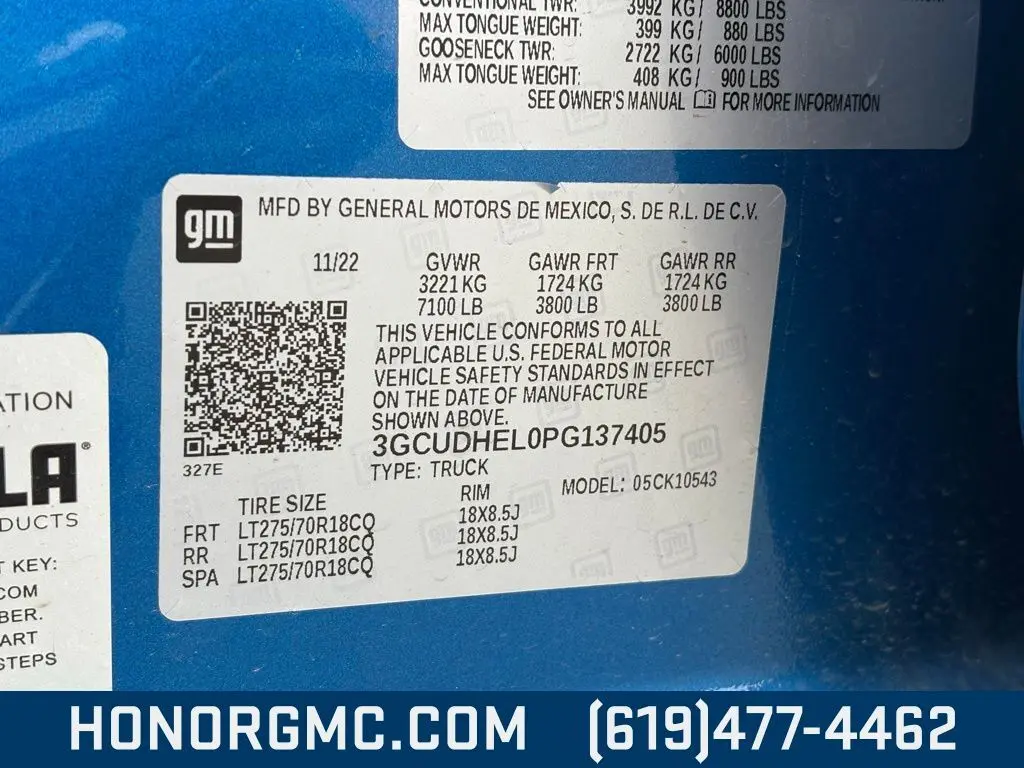 CONVENTIONAL TWR: 3992 KG/ 8800 LBS
MAX TONGUE WEIGHT: 399 KG/ 880 LBS
GOOSENECK TWR: 2722 KG/ 6000 LBS
MAX TONGUE WEIGHT: 408 KG/ 900 LBS
SEE OWNER'S MANUAL FOR MORE INFORMATION
gm
MFD BY GENERAL MOTORS DE MEXICO, S. DE R.L. DE C.V.
11/22 GVWR GAWR FRT GAWR RR
3221 KG 1724 KG 1724 KG
7100 LB 3800 LB 3800 LB
THIS VEHICLE CONFORMS TO ALL
APPLICABLE U.S. FEDERAL MOTOR
VEHICLE SAFETY STANDARDS IN EFFECT
ON THE DATE OF MANUFACTURE
SHOWN ABOVE.
3GCUDHEL0PG137405
327E
TYPE: TRUCK
MODEL: 05CK10543
TIRE SIZE RIM
FRT LT275/70R18CQ 18X8.5J
RR LT275/70R18CQ 18X8.5J
SPA LT275/70R18CQ 18X8.5J
ATION
LA®
DUCTS
T KEY:
COM
BER.
ART
STEPS
HONORGMC.COM (619)477-4462